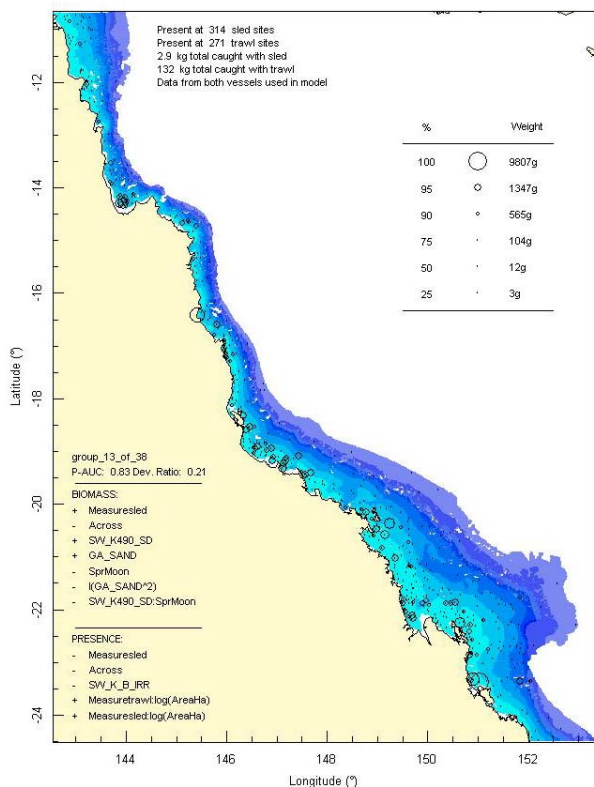 Present at 314 sled sites
Present at 271 trawl sites
2.9 kg total caught with sled
132 kg total caught with trawl
Data from both vessels used in model
% Weight
100 9807g
95 1347g
90 565g
75 104g
50 12g
25 3g
-12
-14
-16
-18
-20
-22
-24
Latitude (°)
group_13_of_38
P-AUC: 0.83 Dev. Ratio: 0.21
BIOMASS:
+ Measuresled
- Across
+ SW_K490_SD
+ GA_SAND
- SprMoon
- I(GA_SAND^2)
- SW_K490_SD:SprMoon
PRESENCE:
- Measuresled
- Across
- SW_K_B_IRR
+ Measuretrawl:log(AreaHa)
+ Measuresled:log(AreaHa)
144 146 148 150 152
Longitude (°)